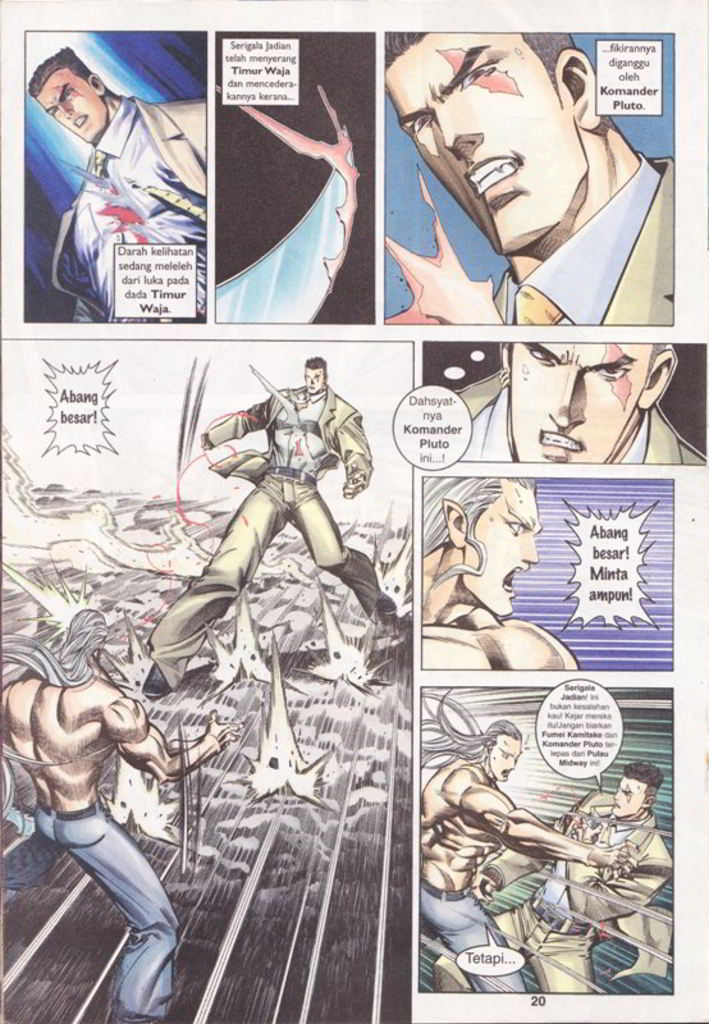 Darah kelihatan
sedang meleleh
dari luka pada
dada Timur
Waja.
Serigala Jadian
telah menyerang
Timur Waja
dan mencedera-
kannya kerana...
...fikirannya
diganggu
oleh
Komander
Pluto.
Abang
besar!
Dahsyat-
nya
Komander
Pluto
ini...!
Abang
besar!
Minta
ampun!
Serigala
Jadian! Ini
bukan kesalahan
kau! Kejar meraka
itu!Jangan biarkan
Fumei Kamitake dan
Komander Pluto ter-
lepas dari Pulau
Midway ini!
Tetapi...
20